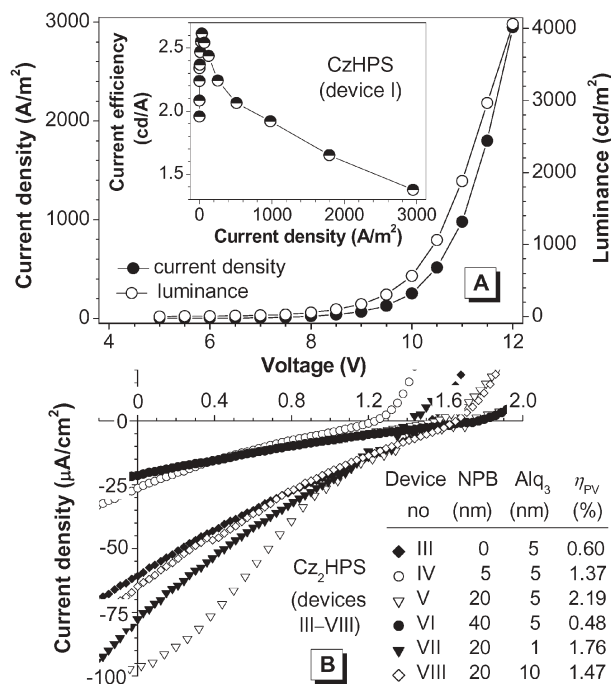 3000
2000
1000
0
Current density (A/m²)
2.5
2.0
1.5
Current efficiency
(cd/A)
CzHPS
(device I)
0 1000 2000 3000
Current density (A/m²)
4000
3000
2000
1000
0
Luminance (cd/m²)
current density
luminance
A
4 6 8 10 12
Voltage (V)
0 0.4 0.8 1.2 1.6 2.0
0
-25
-50
-75
-100
Current density (μA/cm²)
Cz₂HPS
(devices
III–VIII)
B
Device NPB Alq₃ ηPV
no (nm) (nm) (%)
III 0 5 0.60
IV 5 5 1.37
V 20 5 2.19
VI 40 5 0.48
VII 20 1 1.76
VIII 20 10 1.47